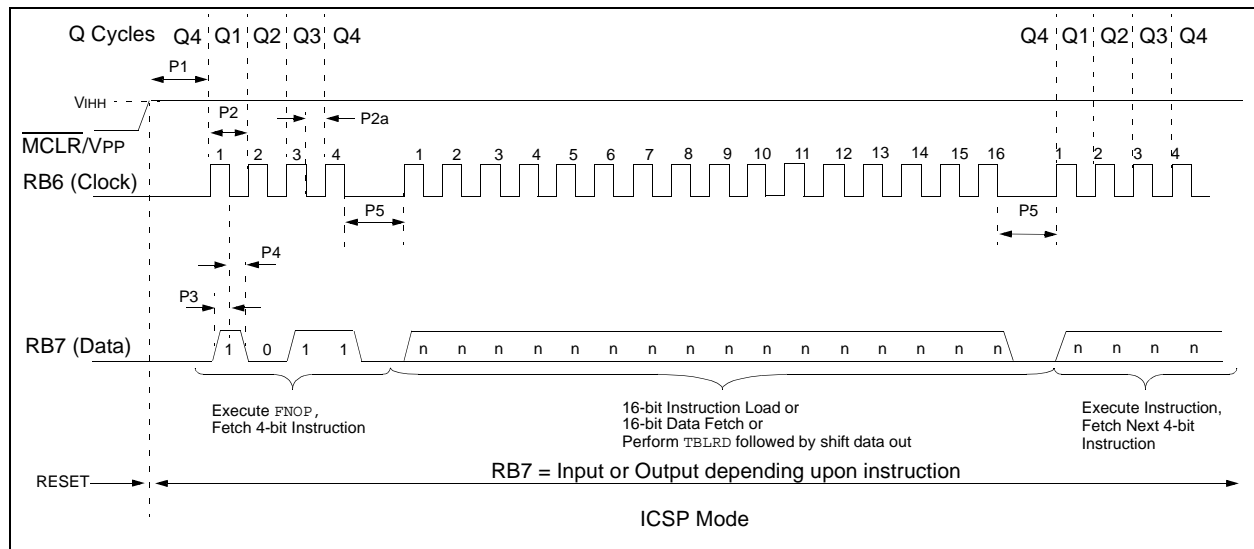 Q Cycles Q4 Q1 Q2 Q3 Q4 Q4 Q1 Q2 Q3 Q4
P1
VIHH
P2
P2a
MCLR/VPP
1 2 3 4 1 2 3 4 5 6 7 8 9 10 11 12 13 14 15 16 1 2 3 4
RB6 (Clock)
P5 P5
P4
P3
RB7 (Data) 1 0 1 1 n n n n n n n n n n n n n n n n n n n n
Execute FNOP,
Fetch 4-bit Instruction
16-bit Instruction Load or
16-bit Data Fetch or
Perform TBLRD followed by shift data out
Execute Instruction,
Fetch Next 4-bit
Instruction
RESET
RB7 = Input or Output depending upon instruction
ICSP Mode